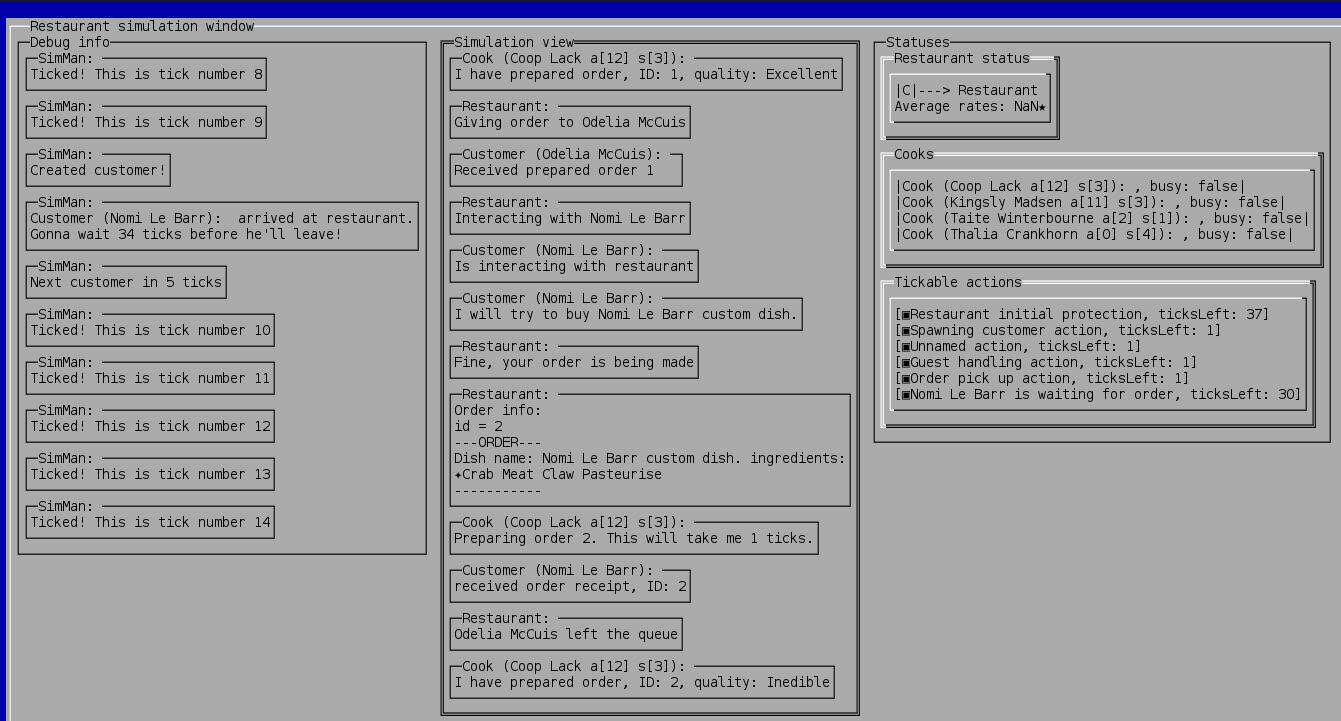 Restaurant simulation window
Debug info
SimMan:
Ticked! This is tick number 8
SimMan:
Ticked! This is tick number 9
SimMan:
Created customer!
SimMan:
Customer (Nomi Le Barr):  arrived at restaurant.
Gonna wait 34 ticks before he'll leave!
SimMan:
Next customer in 5 ticks
SimMan:
Ticked! This is tick number 10
SimMan:
Ticked! This is tick number 11
SimMan:
Ticked! This is tick number 12
SimMan:
Ticked! This is tick number 13
SimMan:
Ticked! This is tick number 14
Simulation view
Cook (Coop Lack a[12] s[3]):
I have prepared order, ID: 1, quality: Excellent
Restaurant:
Giving order to Odelia McCuis
Customer (Odelia McCuis):
Received prepared order 1
Restaurant:
Interacting with Nomi Le Barr
Customer (Nomi Le Barr):
Is interacting with restaurant
Customer (Nomi Le Barr):
I will try to buy Nomi Le Barr custom dish.
Restaurant:
Fine, your order is being made
Restaurant:
Order info:
id = 2
---ORDER---
Dish name: Nomi Le Barr custom dish. ingredients:
✦Crab Meat Claw Pasteurise
-----------
Cook (Coop Lack a[12] s[3]):
Preparing order 2. This will take me 1 ticks.
Customer (Nomi Le Barr):
received order receipt, ID: 2
Restaurant:
Odelia McCuis left the queue
Cook (Coop Lack a[12] s[3]):
I have prepared order, ID: 2, quality: Inedible
Statuses
Restaurant status
|C|---> Restaurant
Average rates: NaN★
Cooks
|Cook (Coop Lack a[12] s[3]): , busy: false|
|Cook (Kingsly Madsen a[11] s[3]): , busy: false|
|Cook (Taite Winterbourne a[2] s[1]): , busy: false|
|Cook (Thalia Crankhorn a[0] s[4]): , busy: false|
Tickable actions
[▣Restaurant initial protection, ticksLeft: 37]
[▣Spawning customer action, ticksLeft: 1]
[▣Unnamed action, ticksLeft: 1]
[▣Guest handling action, ticksLeft: 1]
[▣Order pick up action, ticksLeft: 1]
[▣Nomi Le Barr is waiting for order, ticksLeft: 30]